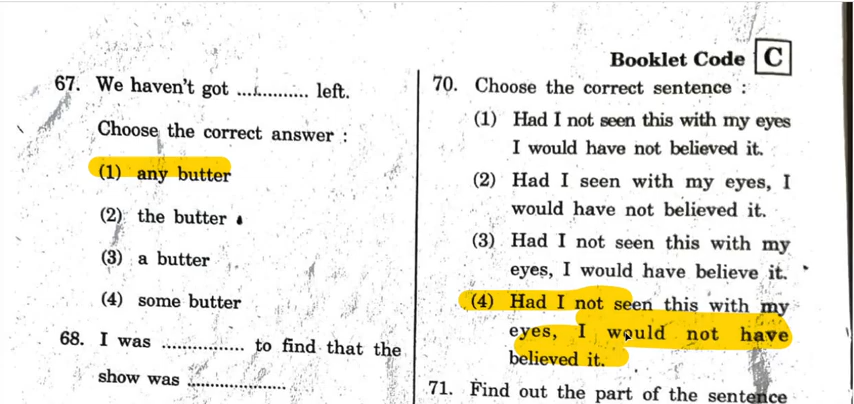 Booklet Code C
67. We haven't got ............. left.
Choose the correct answer :
(1) any butter
(2) the butter
(3) a butter
(4) some butter
68. I was ............... to find that the
show was .................
70. Choose the correct sentence :
(1) Had I not seen this with my eyes
I would have not believed it.
(2) Had I seen with my eyes, I
would have not believed it.
(3) Had I not seen this with my
eyes, I would have believe it.
(4) Had I not seen this with my
eyes, I would not have
believed it.
71. Find out the part of the sentence